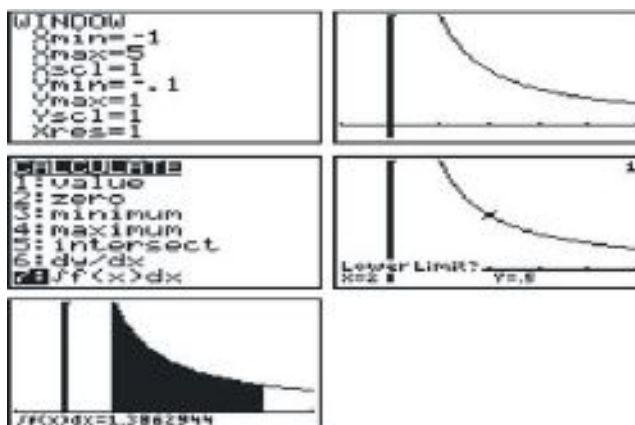 WINDOW
Xmin=-1
Xmax=5
Xscl=1
Ymin=-.1
Ymax=1
Yscl=1
Xres=1
CALCULATE
1:value
2:zero
3:minimum
4:maximum
5:intersect
6:dy/dx
7:∫f(x)dx
1
Lower Limit?
X=2 Y=.5
∫f(x)dx=1.3862944